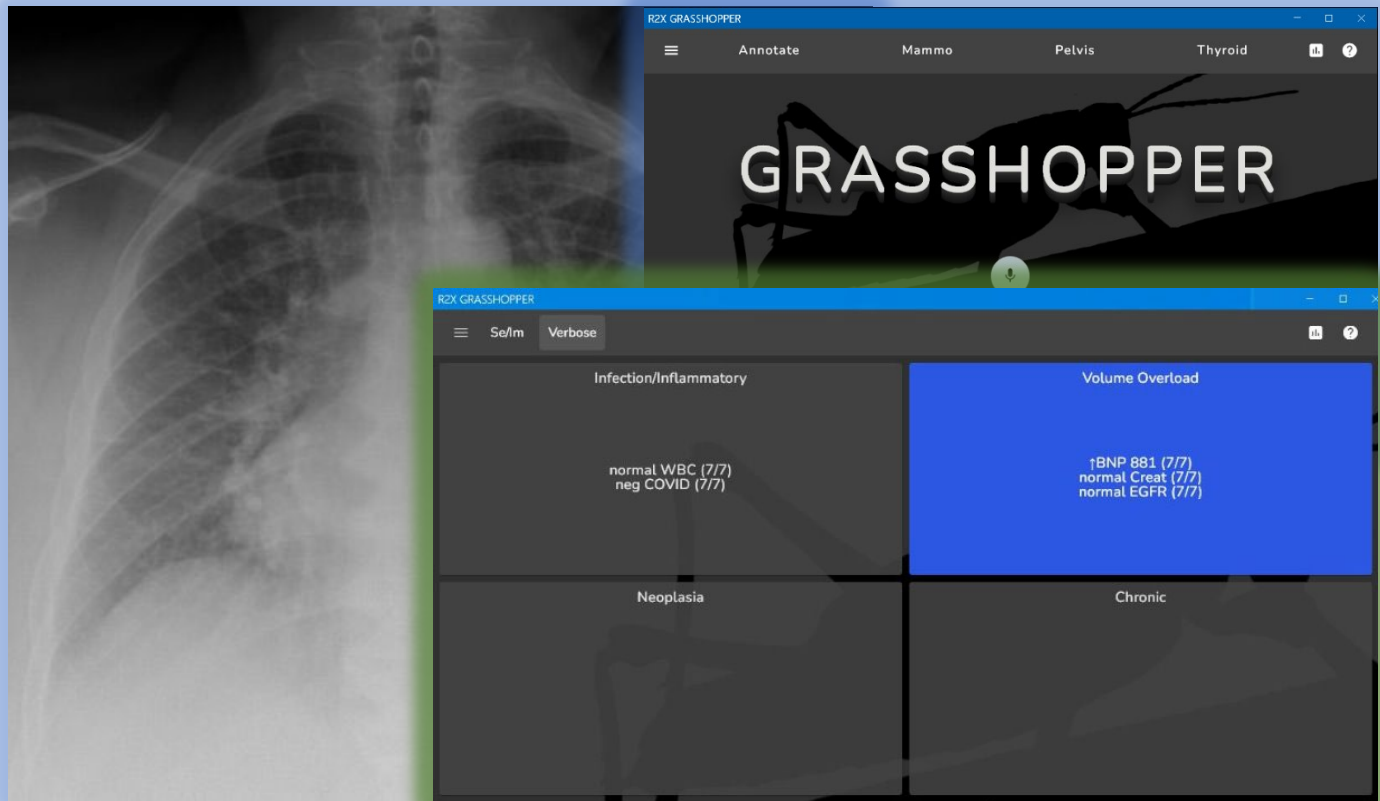 R2X GRASSHOPPER
Annotate Mammo Pelvis Thyroid
GRASSHOPPER
R2X GRASSHOPPER
Se/Im Verbose
Infection/Inflammatory
normal WBC (7/7)
neg COVID (7/7)
Volume Overload
↑BNP 881 (7/7)
normal Creat (7/7)
normal EGFR (7/7)
Neoplasia
Chronic